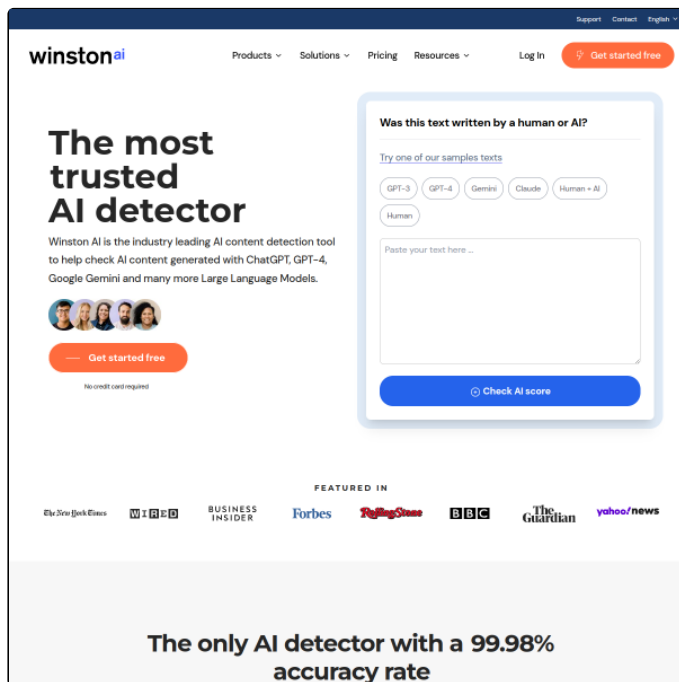 Support Contact English
winston ai Products Solutions Pricing Resources Log In Get started free
The most
trusted
AI detector
Winston AI is the industry leading AI content detection tool
to help check AI content generated with ChatGPT, GPT-4,
Google Gemini and many more Large Language Models.
Get started free
No credit card required
Was this text written by a human or AI?
Try one of our samples texts
GPT-3 GPT-4 Gemini Claude Human + AI
Human
Paste your text here ...
Check AI score
FEATURED IN
The New York Times WIRED BUSINESS INSIDER Forbes RollingStone BBC The Guardian yahoo!news
The only AI detector with a 99.98%
accuracy rate